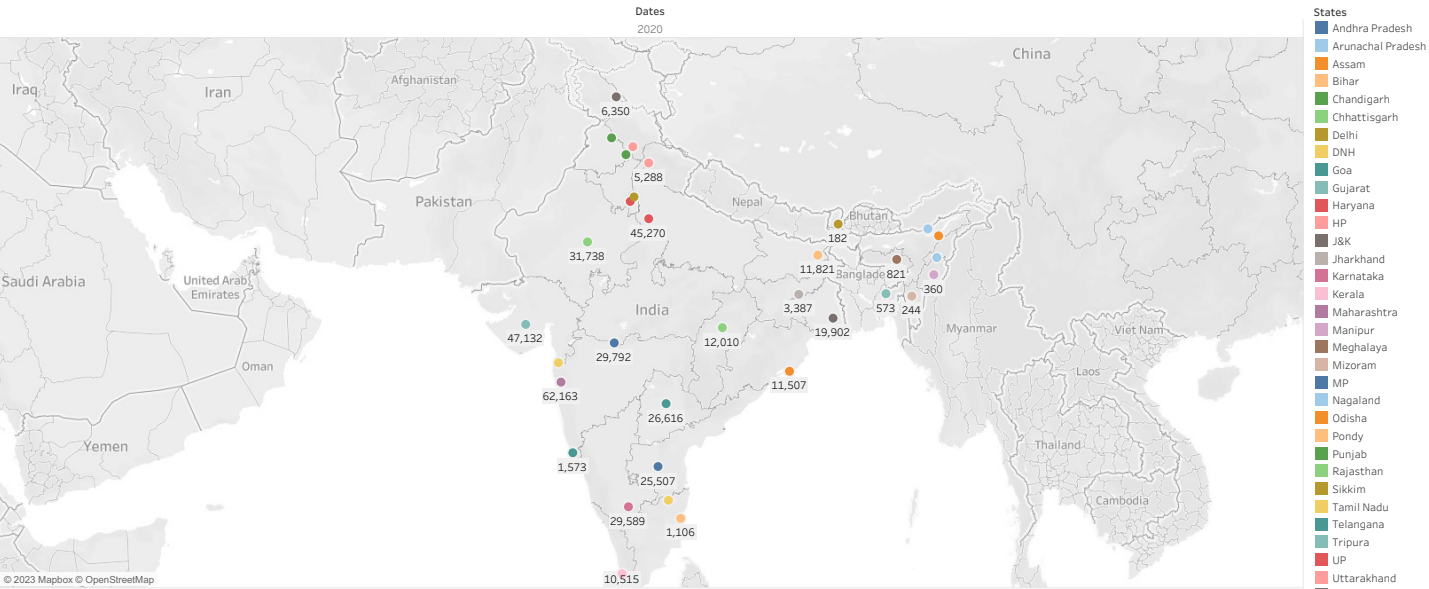 Dates
2020
States
Andhra Pradesh
Arunachal Pradesh
Assam
Bihar
Chandigarh
Chhattisgarh
Delhi
DNH
Goa
Gujarat
Haryana
HP
J&K
Jharkhand
Karnataka
Kerala
Maharashtra
Manipur
Meghalaya
Mizoram
MP
Nagaland
Odisha
Pondy
Punjab
Rajasthan
Sikkim
Tamil Nadu
Telangana
Tripura
UP
Uttarakhand
China
Afghanistan
Iraq
Iran
6,350
5,288
Pakistan
Nepal
Bhutan
182
45,270
31,738
11,821
Banglade
821
Saudi Arabia
United Arab
Emirates
360
India
3,387
573
244
47,132
12,010
19,902
Myanmar
Viet Nam
29,792
Oman
Laos
62,163
11,507
26,616
Yemen
Thailand
1,573
25,507
Cambodia
29,589
1,106
10,515
© 2023 Mapbox © OpenStreetMap